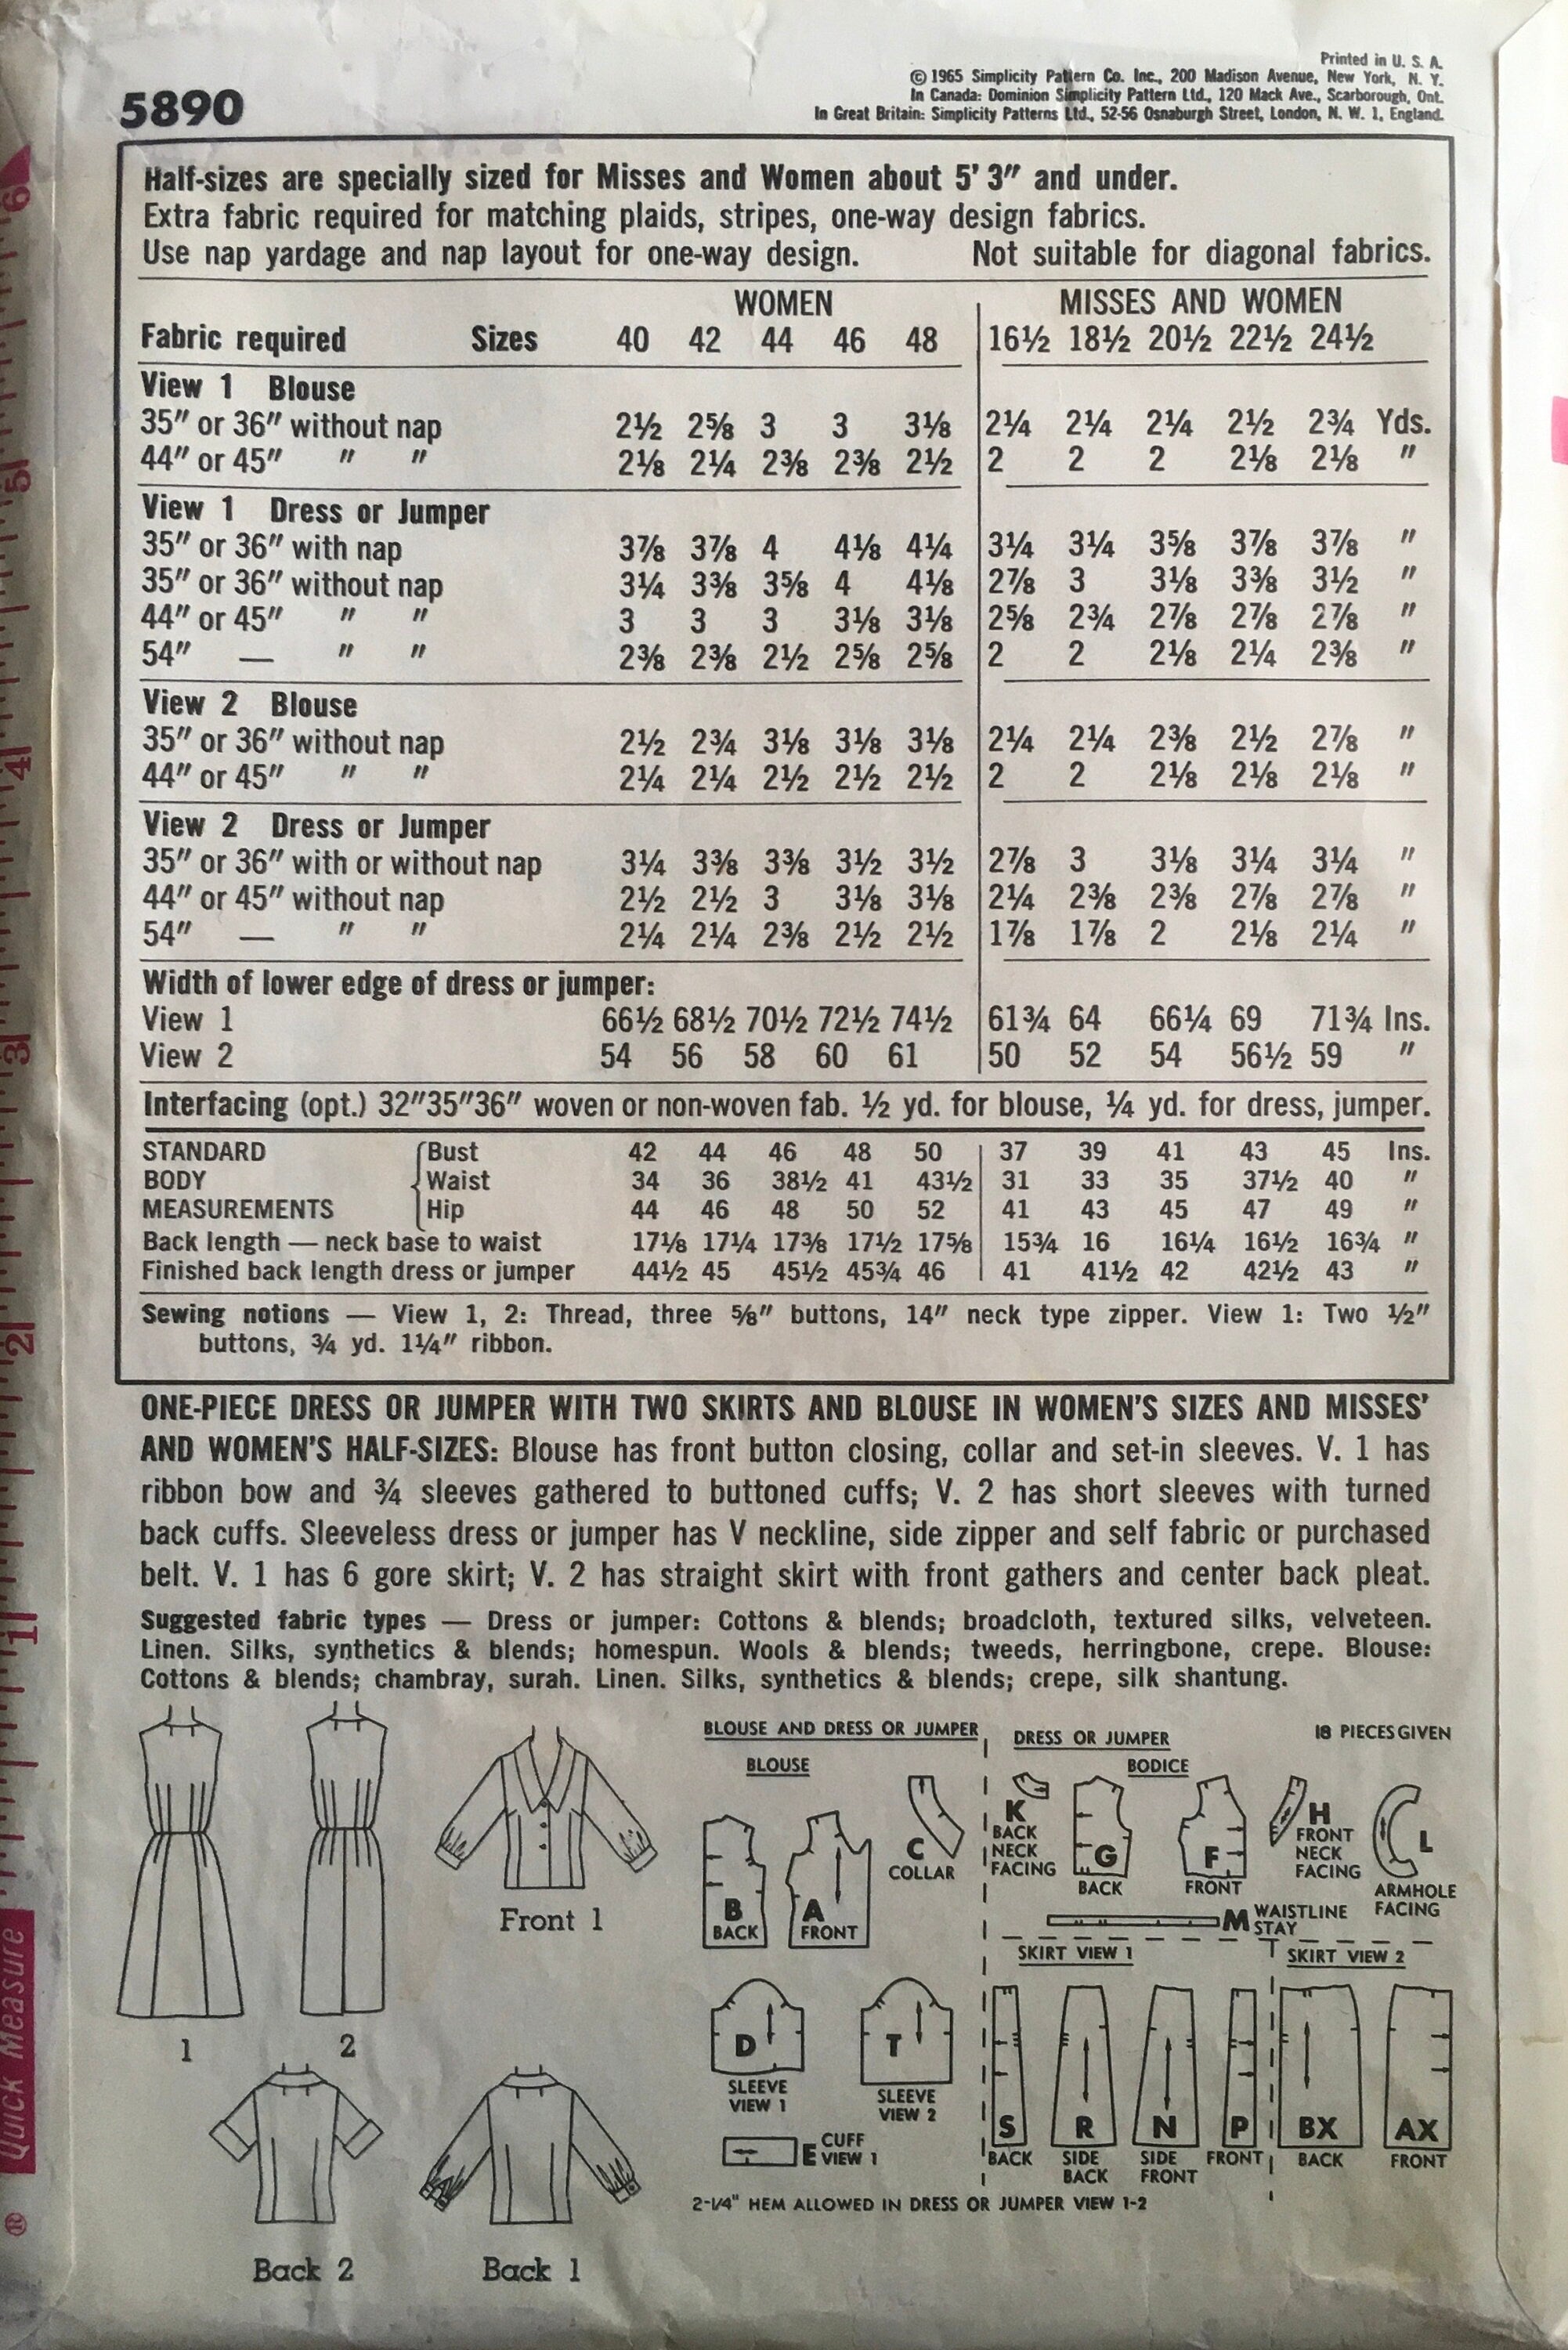 Printed in U. S. A.
© 1965 Simplicity Pattern Co. Inc., 200 Madison Avenue, New York, N. Y.
In Canada: Dominion Simplicity Pattern Ltd., 120 Mack Ave., Scarborough, Ont.
In Great Britain: Simplicity Patterns Ltd., 52-56 Osnaburgh Street, London, N. W. 1, England.
5890
Half-sizes are specially sized for Misses and Women about 5' 3" and under.
Extra fabric required for matching plaids, stripes, one-way design fabrics.
Use nap yardage and nap layout for one-way design. Not suitable for diagonal fabrics.
WOMEN MISSES AND WOMEN
Fabric required Sizes 40 42 44 46 48 16½ 18½ 20½ 22½ 24½
View 1 Blouse
35" or 36" without nap 2½ 2⅝ 3 3 3⅛ 2¼ 2¼ 2¼ 2½ 2¾ Yds.
44" or 45" " " 2⅛ 2¼ 2⅜ 2⅜ 2½ 2 2 2 2⅛ 2⅛ "
View 1 Dress or Jumper
35" or 36" with nap 3⅞ 3⅞ 4 4⅛ 4¼ 3¼ 3¼ 3⅝ 3⅞ 3⅞ "
35" or 36" without nap 3¼ 3⅜ 3⅝ 4 4⅛ 2⅞ 3 3⅛ 3⅜ 3½ "
44" or 45" " " 3 3 3 3⅛ 3⅛ 2⅝ 2¾ 2⅞ 2⅞ 2⅞ "
54" — " " 2⅜ 2⅜ 2½ 2⅝ 2⅝ 2 2 2⅛ 2¼ 2⅜ "
View 2 Blouse
35" or 36" without nap 2½ 2¾ 3⅛ 3⅛ 3⅛ 2¼ 2¼ 2⅜ 2½ 2⅞ "
44" or 45" " " 2¼ 2¼ 2½ 2½ 2½ 2 2 2⅛ 2⅛ 2⅛ "
View 2 Dress or Jumper
35" or 36" with or without nap 3¼ 3⅜ 3⅜ 3½ 3½ 2⅞ 3 3⅛ 3¼ 3¼ "
44" or 45" without nap 2½ 2½ 3 3⅛ 3⅛ 2¼ 2⅜ 2⅜ 2⅞ 2⅞ "
54" — " " 2¼ 2¼ 2⅜ 2½ 2½ 1⅞ 1⅞ 2 2⅛ 2¼ "
Width of lower edge of dress or jumper:
View 1 66½ 68½ 70½ 72½ 74½ 61¾ 64 66¼ 69 71¾ Ins.
View 2 54 56 58 60 61 50 52 54 56½ 59 "
Interfacing (opt.) 32"35"36" woven or non-woven fab. ½ yd. for blouse, ¼ yd. for dress, jumper.
STANDARD Bust 42 44 46 48 50 37 39 41 43 45 Ins.
BODY Waist 34 36 38½ 41 43½ 31 33 35 37½ 40 "
MEASUREMENTS Hip 44 46 48 50 52 41 43 45 47 49 "
Back length — neck base to waist 17⅛ 17¼ 17⅜ 17½ 17⅝ 15¾ 16 16¼ 16½ 16¾ "
Finished back length dress or jumper 44½ 45 45½ 45¾ 46 41 41½ 42 42½ 43 "
Sewing notions — View 1, 2: Thread, three ⅝" buttons, 14" neck type zipper. View 1: Two ½"
buttons, ¾ yd. 1¼" ribbon.
ONE-PIECE DRESS OR JUMPER WITH TWO SKIRTS AND BLOUSE IN WOMEN'S SIZES AND MISSES'
AND WOMEN'S HALF-SIZES: Blouse has front button closing, collar and set-in sleeves. V. 1 has
ribbon bow and ¾ sleeves gathered to buttoned cuffs; V. 2 has short sleeves with turned
back cuffs. Sleeveless dress or jumper has V neckline, side zipper and self fabric or purchased
belt. V. 1 has 6 gore skirt; V. 2 has straight skirt with front gathers and center back pleat.
Suggested fabric types — Dress or jumper: Cottons & blends; broadcloth, textured silks, velveteen.
Linen. Silks, synthetics & blends; homespun. Wools & blends; tweeds, herringbone, crepe. Blouse:
Cottons & blends; chambray, surah. Linen. Silks, synthetics & blends; crepe, silk shantung.
1
2
Front 1
Back 2
Back 1
BLOUSE AND DRESS OR JUMPER
BLOUSE
B
BACK
A
FRONT
C
COLLAR
D
SLEEVE
VIEW 1
T
SLEEVE
VIEW 2
E CUFF
VIEW 1
DRESS OR JUMPER
18 PIECES GIVEN
BODICE
K
BACK
NECK
FACING
G
BACK
F
FRONT
H
FRONT
NECK
FACING
L
ARMHOLE
FACING
M WAISTLINE
STAY
SKIRT VIEW 1
SKIRT VIEW 2
S
BACK
R
SIDE
BACK
N
SIDE
FRONT
P
FRONT
BX
BACK
AX
FRONT
2-1/4" HEM ALLOWED IN DRESS OR JUMPER VIEW 1-2
6
5
4
3
2
1
Quick Measure
®